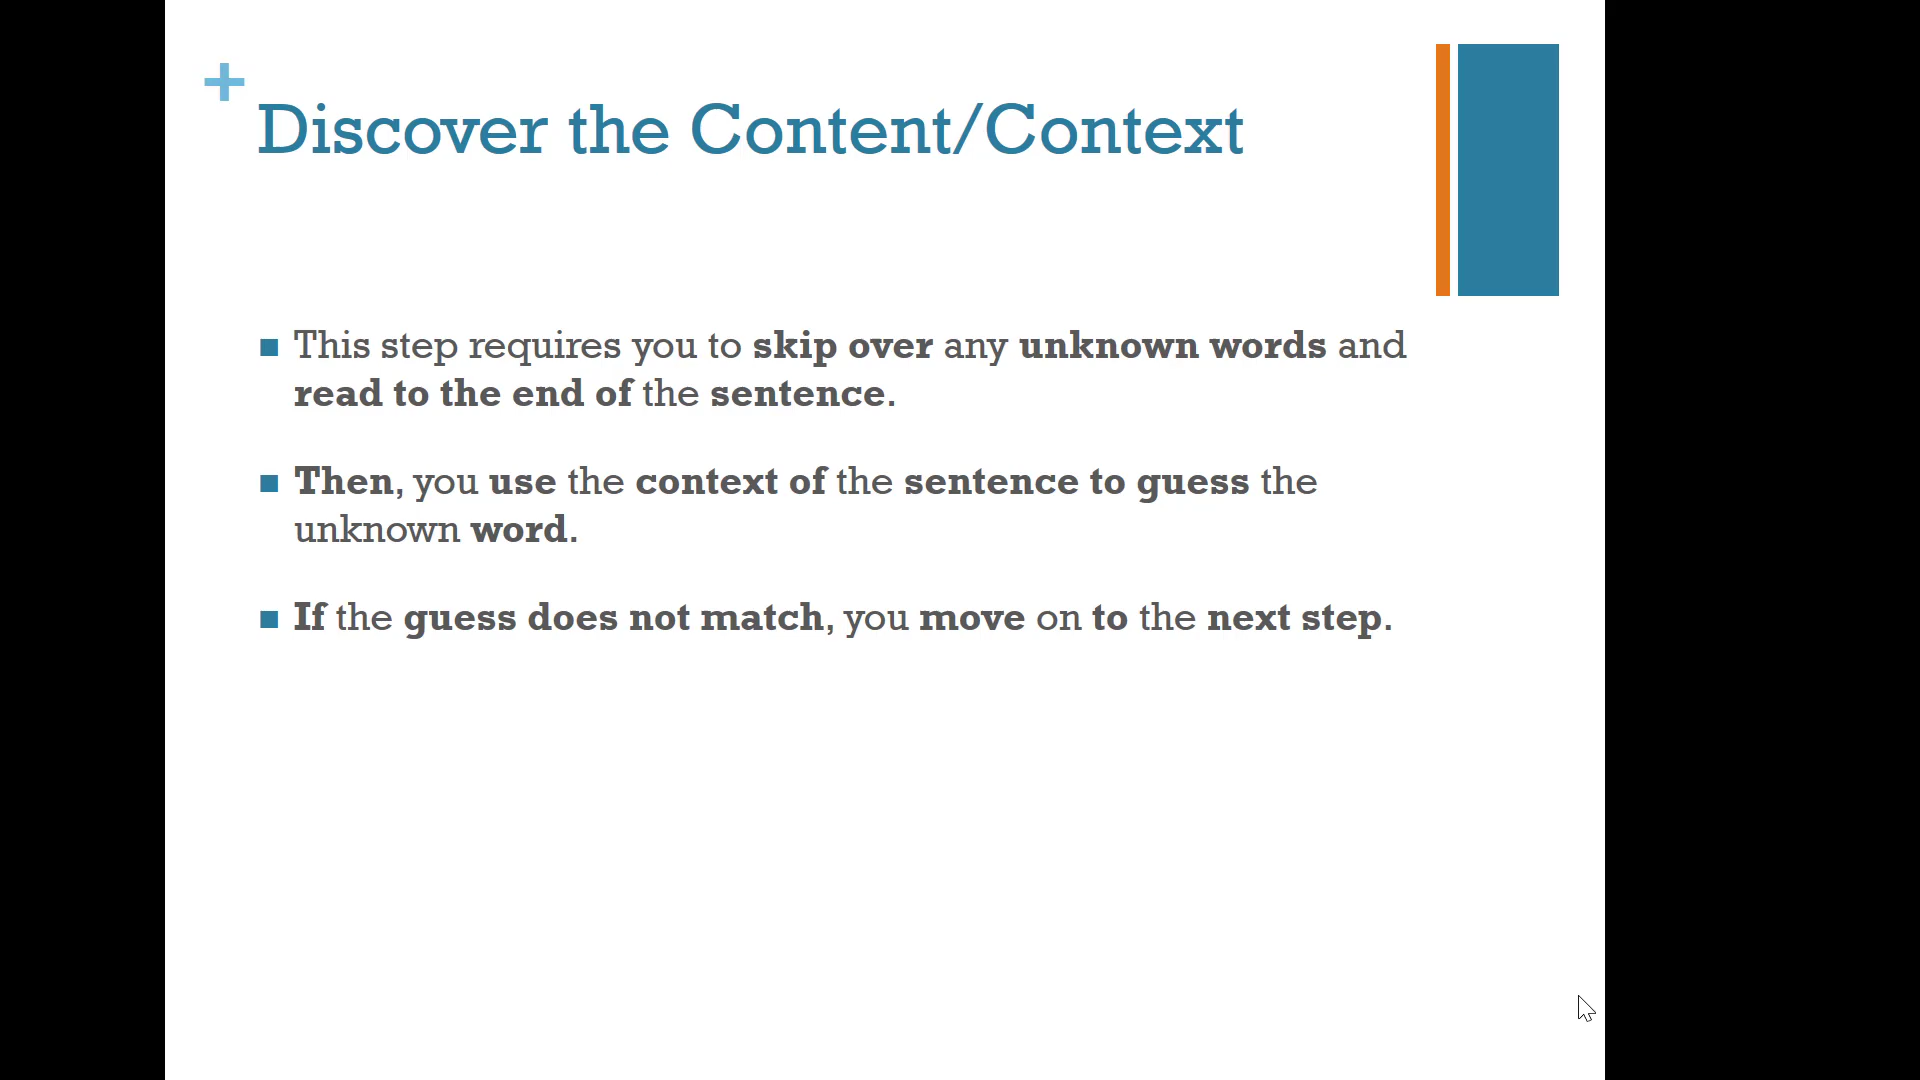 +
Discover the Content/Context
■ This step requires you to skip over any unknown words and
read to the end of the sentence.
■ Then, you use the context of the sentence to guess the
unknown word.
■ If the guess does not match, you move on to the next step.